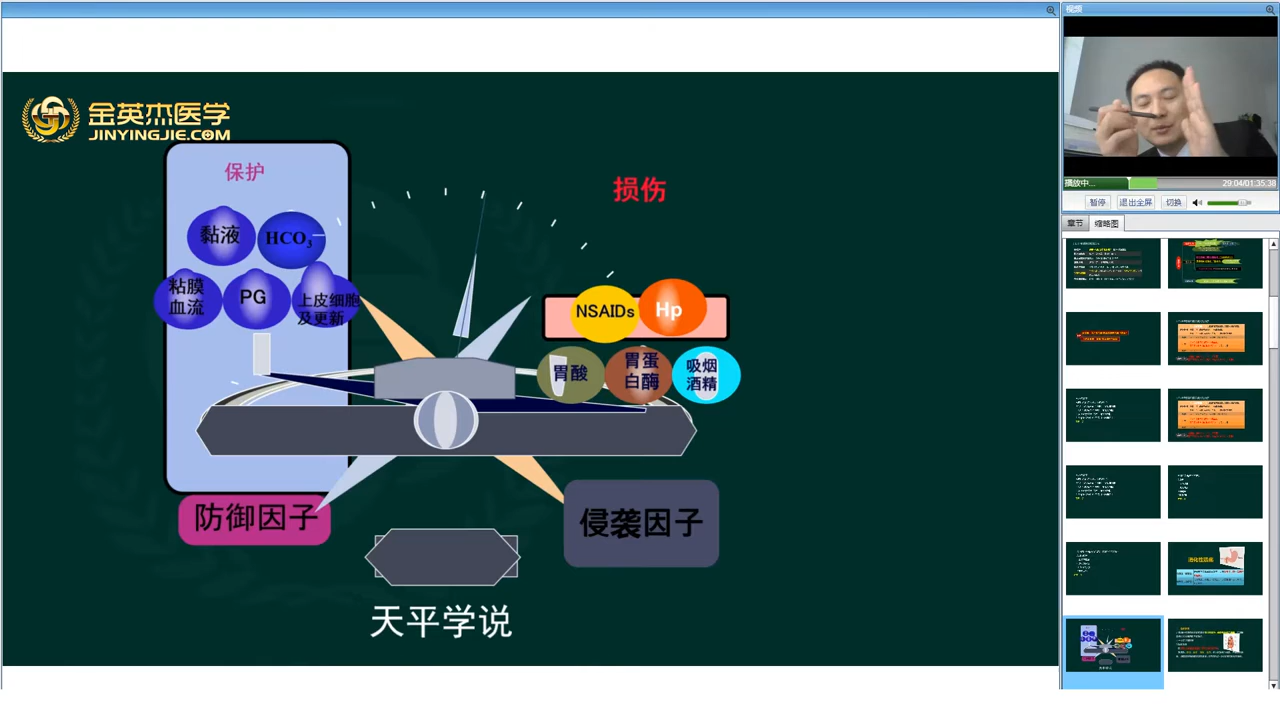 视频
金英杰医学
JINYINGJIE.COM
保护
损伤
黏液
HCO3-
粘膜
血流
PG
上皮细胞
及更新
NSAIDs
Hp
胃酸
胃蛋
白酶
吸烟
酒精
防御因子
侵袭因子
天平学说
播放中...
29:04/01:35:38
暂停
退出全屏
切换
章节
缩略图